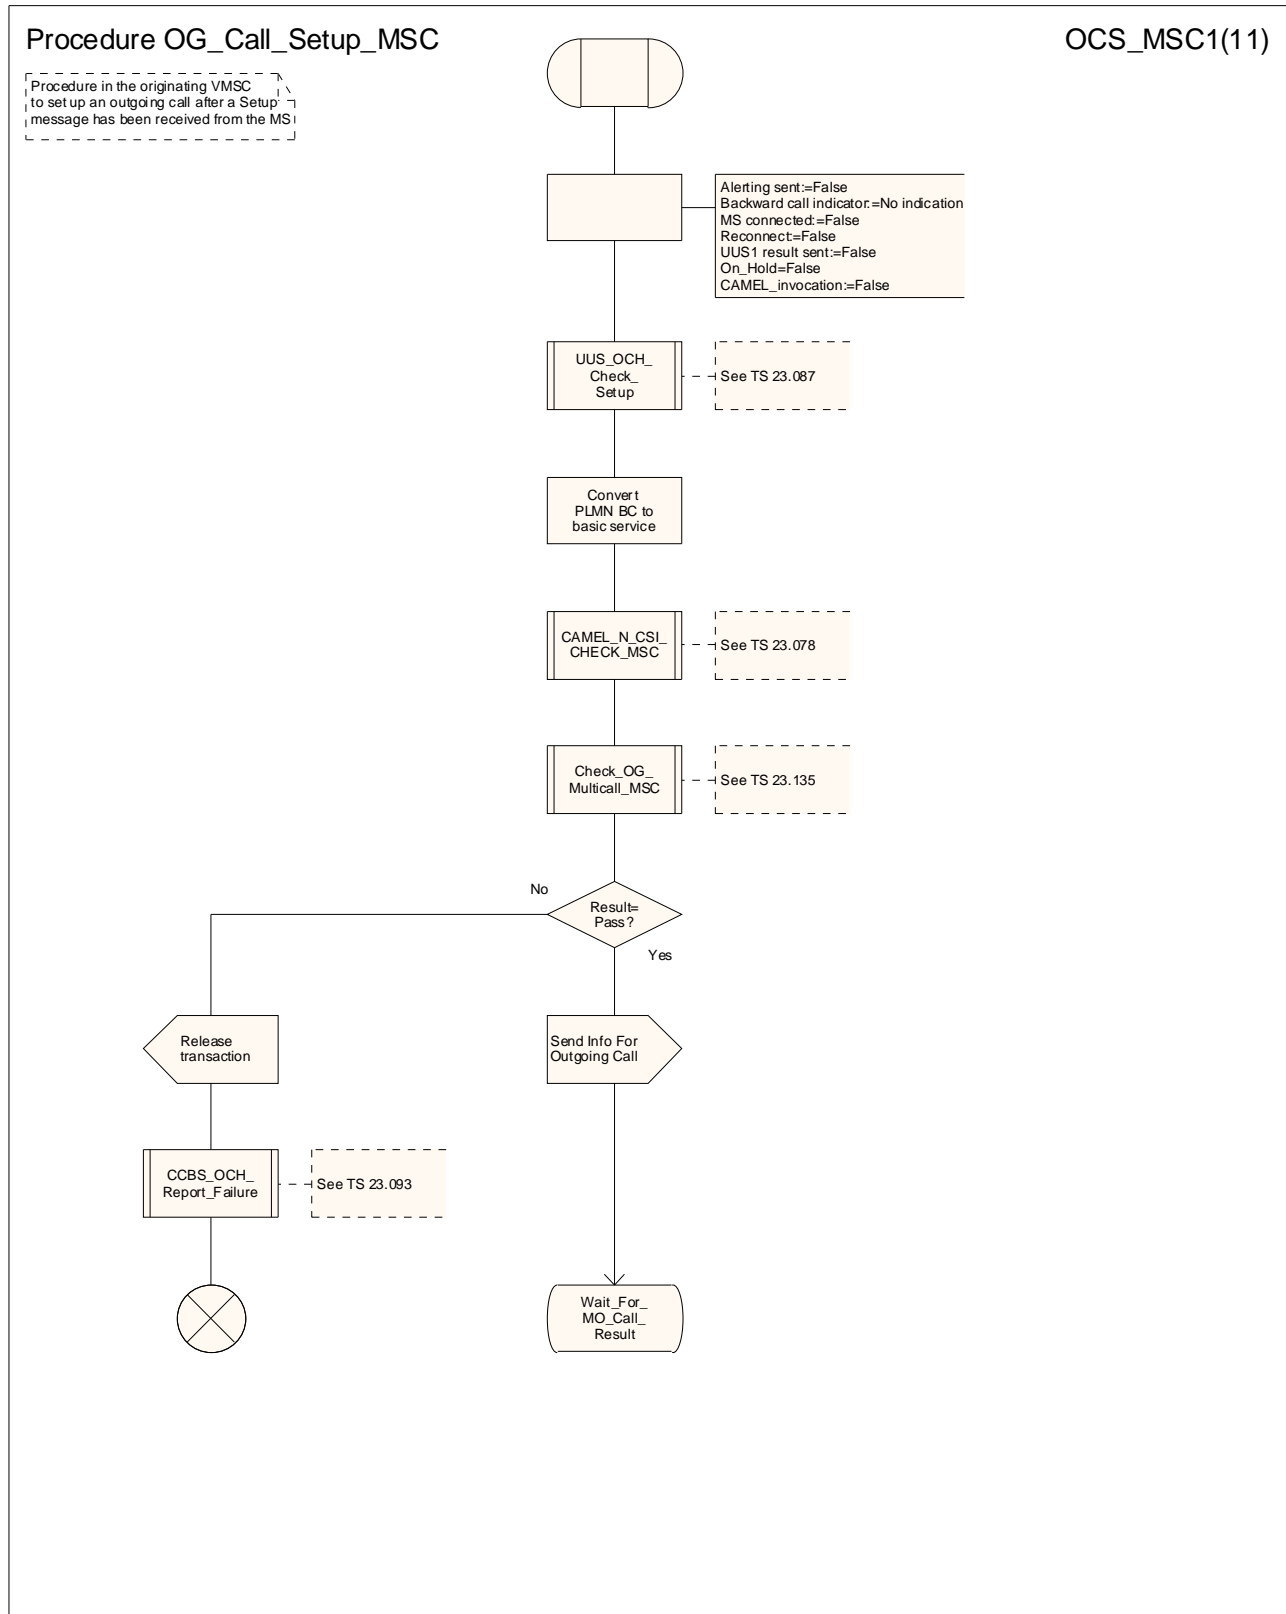 Procedure OG_Call_Setup_MSC
OCS_MSC1(11)
Procedure in the originating VMSC
to set up an outgoing call after a Setup
message has been received from the MS
Alerting sent:=False
Backward call indicator:=No indication
MS connected:=False
Reconnect:=False
UUS1 result sent:=False
On_Hold=False
CAMEL_invocation:=False
UUS_OCH_
Check_
Setup
See TS 23.087
Convert
PLMN BC to
basic service
CAMEL_N_CSI_
CHECK_MSC
See TS 23.078
Check_OG_
Multicall_MSC
See TS 23.135
No
Result=
Pass?
Yes
Release
transaction
Send Info For
Outgoing Call
CCBS_OCH_
Report_Failure
See TS 23.093
Wait_For_
MO_Call_
Result